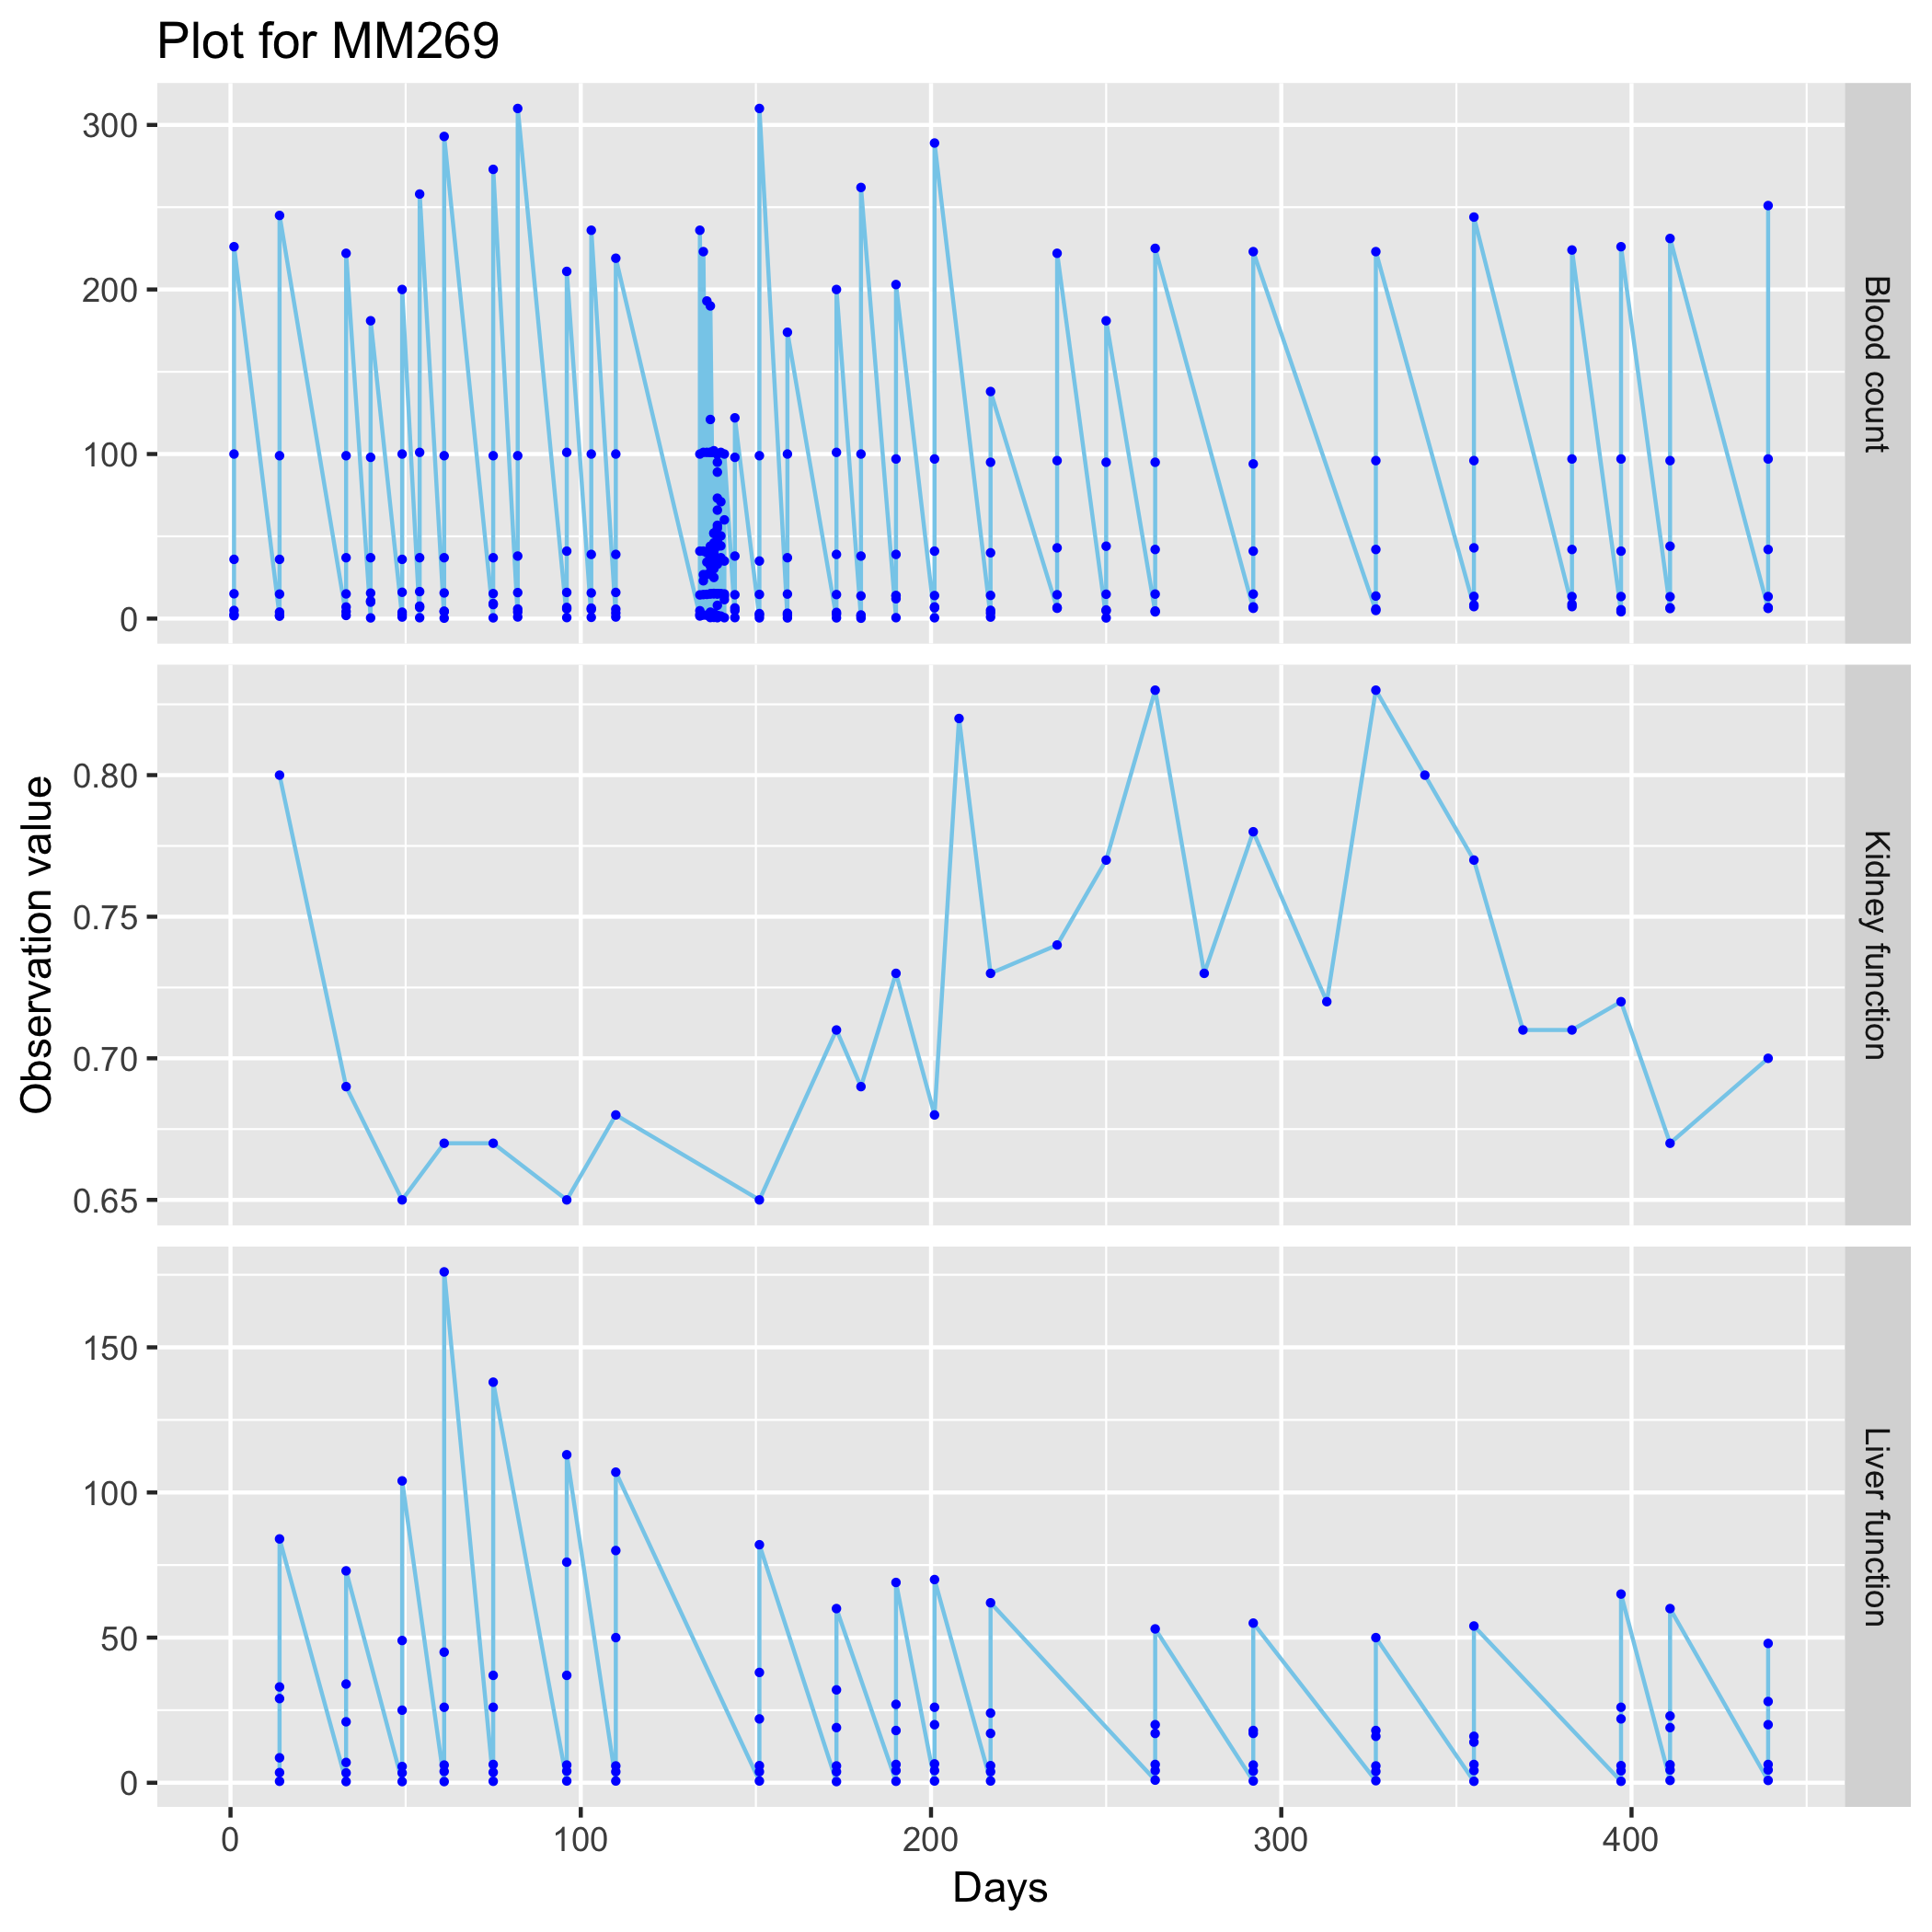 Plot for MM269
300
200
100
0
Blood count
Observation value
0.80
0.75
0.70
0.65
Kidney function
150
100
50
0
Liver function
0 100 200 300 400
Days